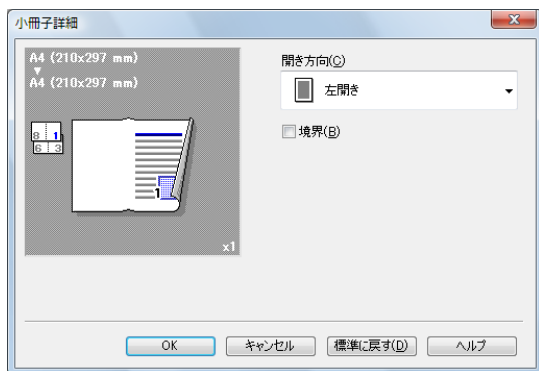 小冊子詳細
A4 (210x297 mm)
A4 (210x297 mm)
8 1
6 3
1
x1
開き方向(C)
左開き
境界(B)
OK
キャンセル
標準に戻す(D)
ヘルプ